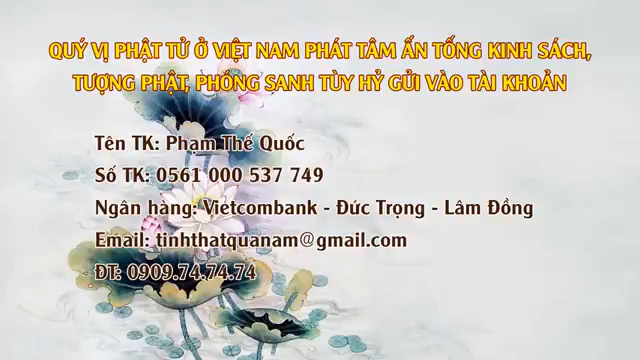 QUÝ VỊ PHẬT TỬ Ở VIỆT NAM PHÁT TÂM ẤN TỐNG KINH SÁCH,
TƯỢNG PHẬT, PHÓNG SANH TÙY HỶ GỬI VÀO TÀI KHOẢN
Tên TK: Phạm Thế Quốc
Số TK: 0561 000 537 749
Ngân hàng: Vietcombank - Đức Trọng - Lâm Đồng
Email: tinhthatquanam@gmail.com
ĐT: 0909.74.74.74